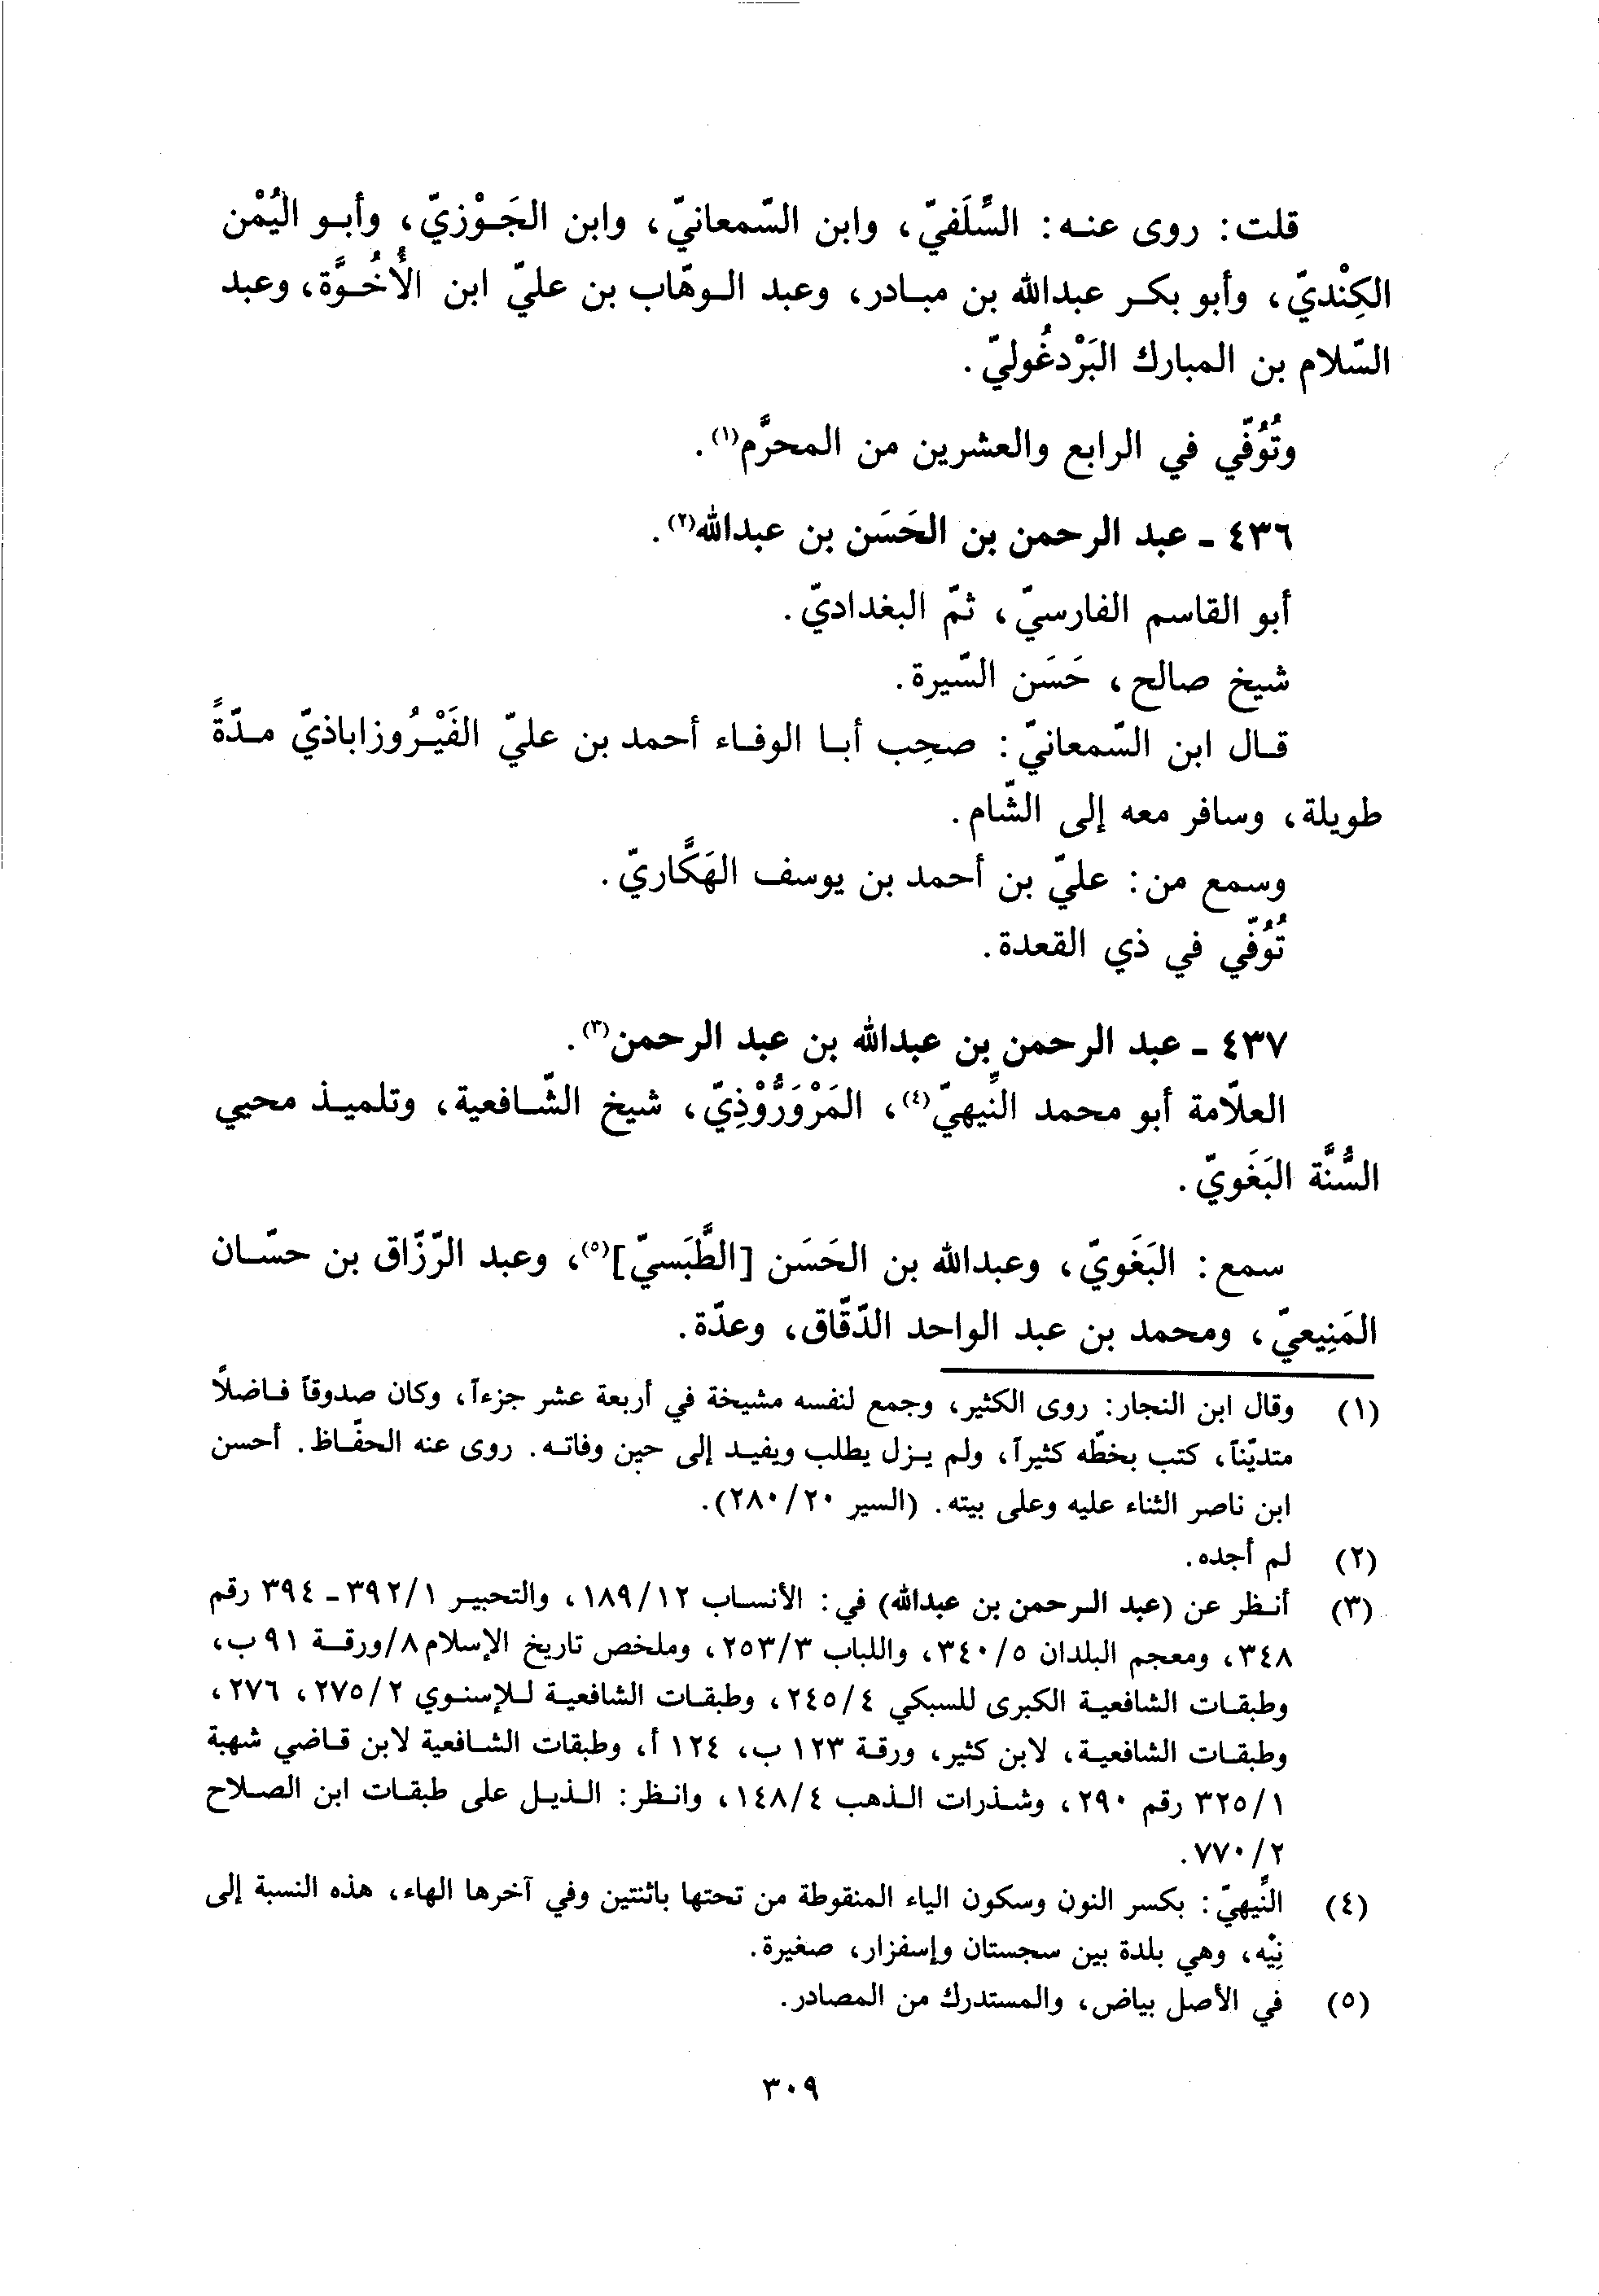 قلت: روى عنه: السِّلَفيّ، وابن السّمعانيّ، وابن الجَوْزيّ، وأبو اليُمْن
الكِنْديّ، وأبو بكر عبدالله بن مبادر، وعبد الوهّاب بن عليّ ابن الأُخُوَّة، وعبد
السّلام بن المبارك البَرْدغُوليّ.
وتُوُفّي في الرابع والعشرين من المحرَّم(١).
٤٣٦ - عبد الرحمن بن الحَسَن بن عبدالله(٢).
أبو القاسم الفارسيّ، ثمّ البغداديّ.
شيخ صالح، حَسَن السّيرة.
قال ابن السّمعانيّ: صحِب أبا الوفاء أحمد بن عليّ الفَيْرُوزاباذيّ مدّةً
طويلة، وسافر معه إلى الشّام.
وسمع من: عليّ بن أحمد بن يوسف الهَكَّاريّ.
تُوُفّي في ذي القعدة.
٤٣٧ - عبد الرحمن بن عبدالله بن عبد الرحمن(٣).
العلّامة أبو محمد النِّيهيّ(٤)، المَرْوَرُّوْذِيّ، شيخ الشّافعية، وتلميذ محيي
السُّنَّة البَغَويّ.
سمع: البَغَويّ، وعبدالله بن الحَسَن [الطَّبَسيّ](٥)، وعبد الرّزّاق بن حسّان
المَنِيعيّ، ومحمد بن عبد الواحد الدّقّاق، وعدّة.
(١) وقال ابن النجار: روى الكثير، وجمع لنفسه مشيخة في أربعة عشر جزءاً، وكان صدوقاً فاضلاً
متديّناً، كتب بخطّه كثيراً، ولم يزل يطلب ويفيد إلى حين وفاته. روى عنه الحفّاظ. أحسن
ابن ناصر الثناء عليه وعلى بيته. (السير ٢٨٠/٢٠).
(٢) لم أجده.
(٣) أنظر عن (عبد الرحمن بن عبدالله) في: الأنساب ١٨٩/١٢، والتحبير ٣٩٢/١ - ٣٩٤ رقم
٣٤٨، ومعجم البلدان ٣٤٠/٥، واللباب ٢٥٣/٣، وملخص تاريخ الإسلام ٨/ورقة ٩١ ب،
وطبقات الشافعية الكبرى للسبكي ٢٤٥/٤، وطبقات الشافعية للإسنوي ٢٧٥/٢، ٢٧٦،
وطبقات الشافعية، لابن كثير، ورقة ١٢٣ ب، ١٢٤ أ، وطبقات الشافعية لابن قاضي شهبة
٣٢٥/١ رقم ٢٩٠، وشذرات الذهب ١٤٨/٤، وانظر: الذيل على طبقات ابن الصلاح
٧٧٠/٢.
(٤) النِّيهيّ: بكسر النون وسكون الياء المنقوطة من تحتها باثنتين وفي آخرها الهاء، هذه النسبة إلى
نِيْه، وهي بلدة بين سجستان وإسفزار، صغيرة.
(٥) في الأصل بياض، والمستدرك من المصادر.
٣٠٩